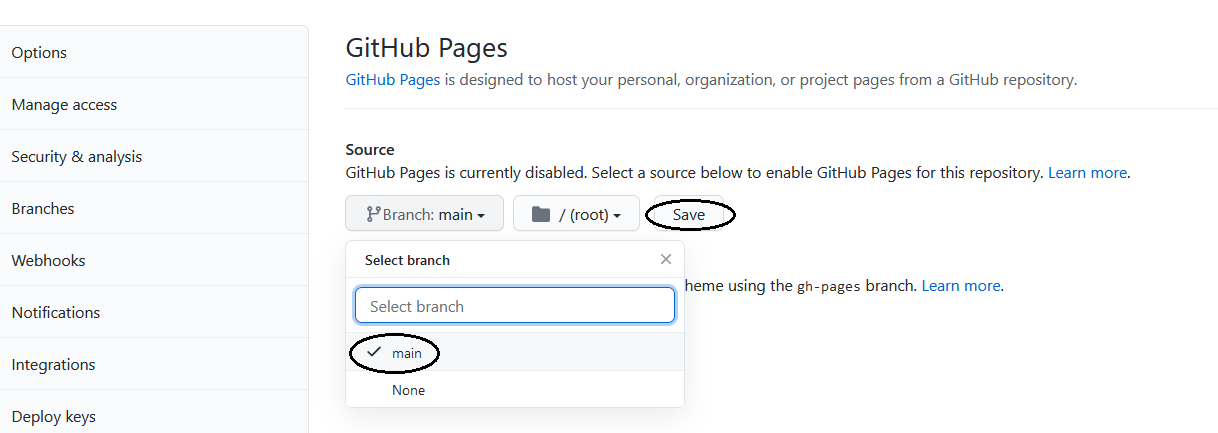 Options
Manage access
Security & analysis
Branches
Webhooks
Notifications
Integrations
Deploy keys
GitHub Pages
GitHub Pages is designed to host your personal, organization, or project pages from a GitHub repository.
Source
GitHub Pages is currently disabled. Select a source below to enable GitHub Pages for this repository. Learn more.
Branch: main / (root) Save
Select branch
heme using the gh-pages branch. Learn more.
Select branch
main
None